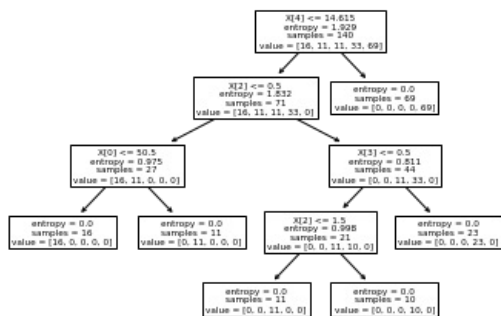 X[4] <= 14.615
entropy = 1.929
samples = 140
value = [16, 11, 11, 33, 69]
X[2] <= 0.5
entropy = 1.832
samples = 71
value = [16, 11, 11, 33, 0]
entropy = 0.0
samples = 69
value = [0, 0, 0, 0, 69]
X[0] <= 50.5
entropy = 0.975
samples = 27
value = [16, 11, 0, 0, 0]
X[3] <= 0.5
entropy = 0.811
samples = 44
value = [0, 0, 11, 33, 0]
entropy = 0.0
samples = 16
value = [16, 0, 0, 0, 0]
entropy = 0.0
samples = 11
value = [0, 11, 0, 0, 0]
X[2] <= 1.5
entropy = 0.998
samples = 21
value = [0, 0, 11, 10, 0]
entropy = 0.0
samples = 23
value = [0, 0, 0, 23, 0]
entropy = 0.0
samples = 11
value = [0, 0, 11, 0, 0]
entropy = 0.0
samples = 10
value = [0, 0, 0, 10, 0]